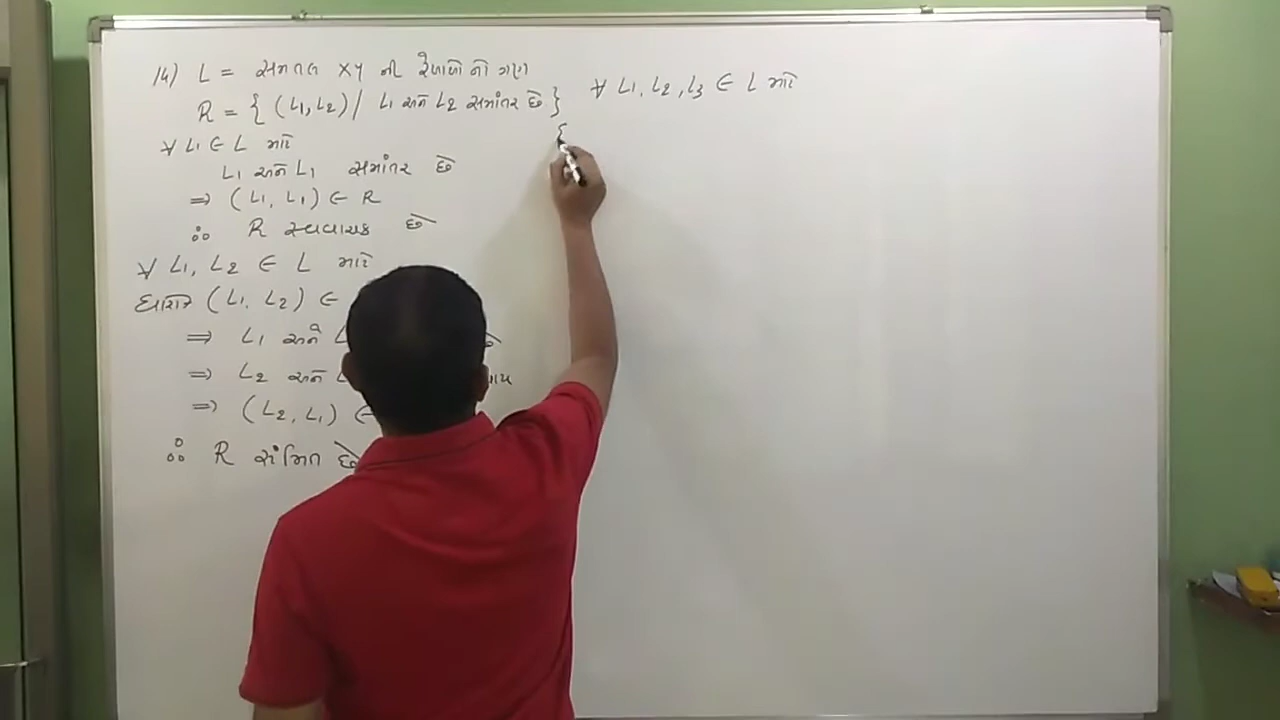 14) L = સમતલ XY ની રેખાઓ નો ગણ
R = { (L1, L2) / L1 અને L2 સમાંતર છે }
∀ L1 ∈ L માટે
L1 અને L1 સમાંતર છે
⇒ (L1, L1) ∈ R
∴ R સ્વવાચક છે
∀ L1, L2 ∈ L માટે
ધારોકે (L1, L2) ∈
⇒ L1 અને L
⇒ L2 અને L
⇒ (L2, L1) ∈
∴ R સંમિત છે
∀ L1, L2, L3 ∈ L માટે